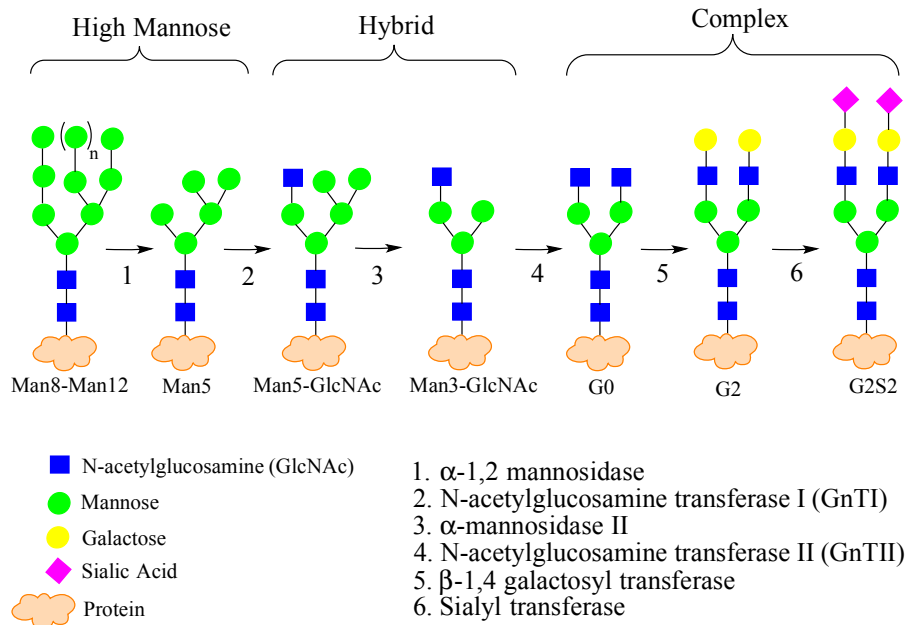 High Mannose
Hybrid
Complex
( ) n
1
2
3
4
5
6
Man8-Man12
Man5
Man5-GlcNAc
Man3-GlcNAc
G0
G2
G2S2
N-acetylglucosamine (GlcNAc)
Mannose
Galactose
Sialic Acid
Protein
1. α-1,2 mannosidase
2. N-acetylglucosamine transferase I (GnTI)
3. α-mannosidase II
4. N-acetylglucosamine transferase II (GnTII)
5. β-1,4 galactosyl transferase
6. Sialyl transferase